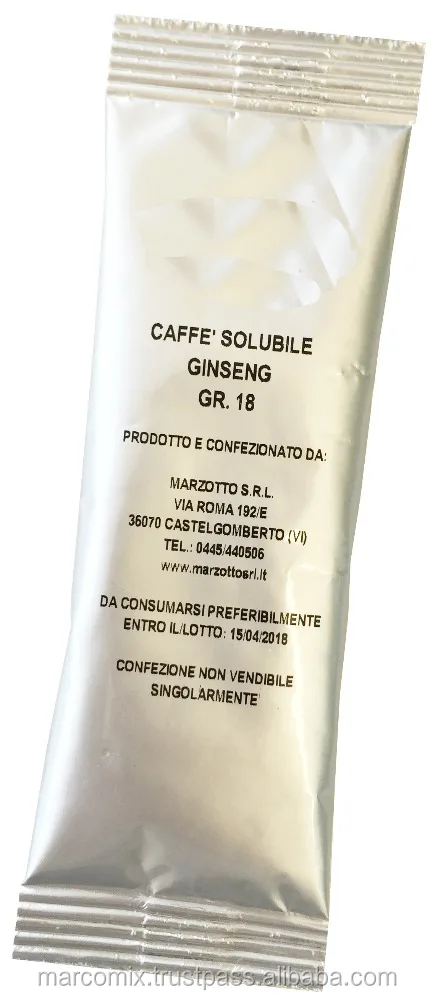 CAFFE' SOLUBILE
GINSENG
GR. 18
PRODOTTO E CONFEZIONATO DA:
MARZOTTO S.R.L.
VIA ROMA 192/E
36070 CASTELGOMBERTO (VI)
TEL.: 0445/440506
www.marzottosrl.it
DA CONSUMARSI PREFERIBILMENTE
ENTRO IL/LOTTO: 15/04/2018
CONFEZIONE NON VENDIBILE
SINGOLARMENTE
marcomix.trustpass.alibaba.com